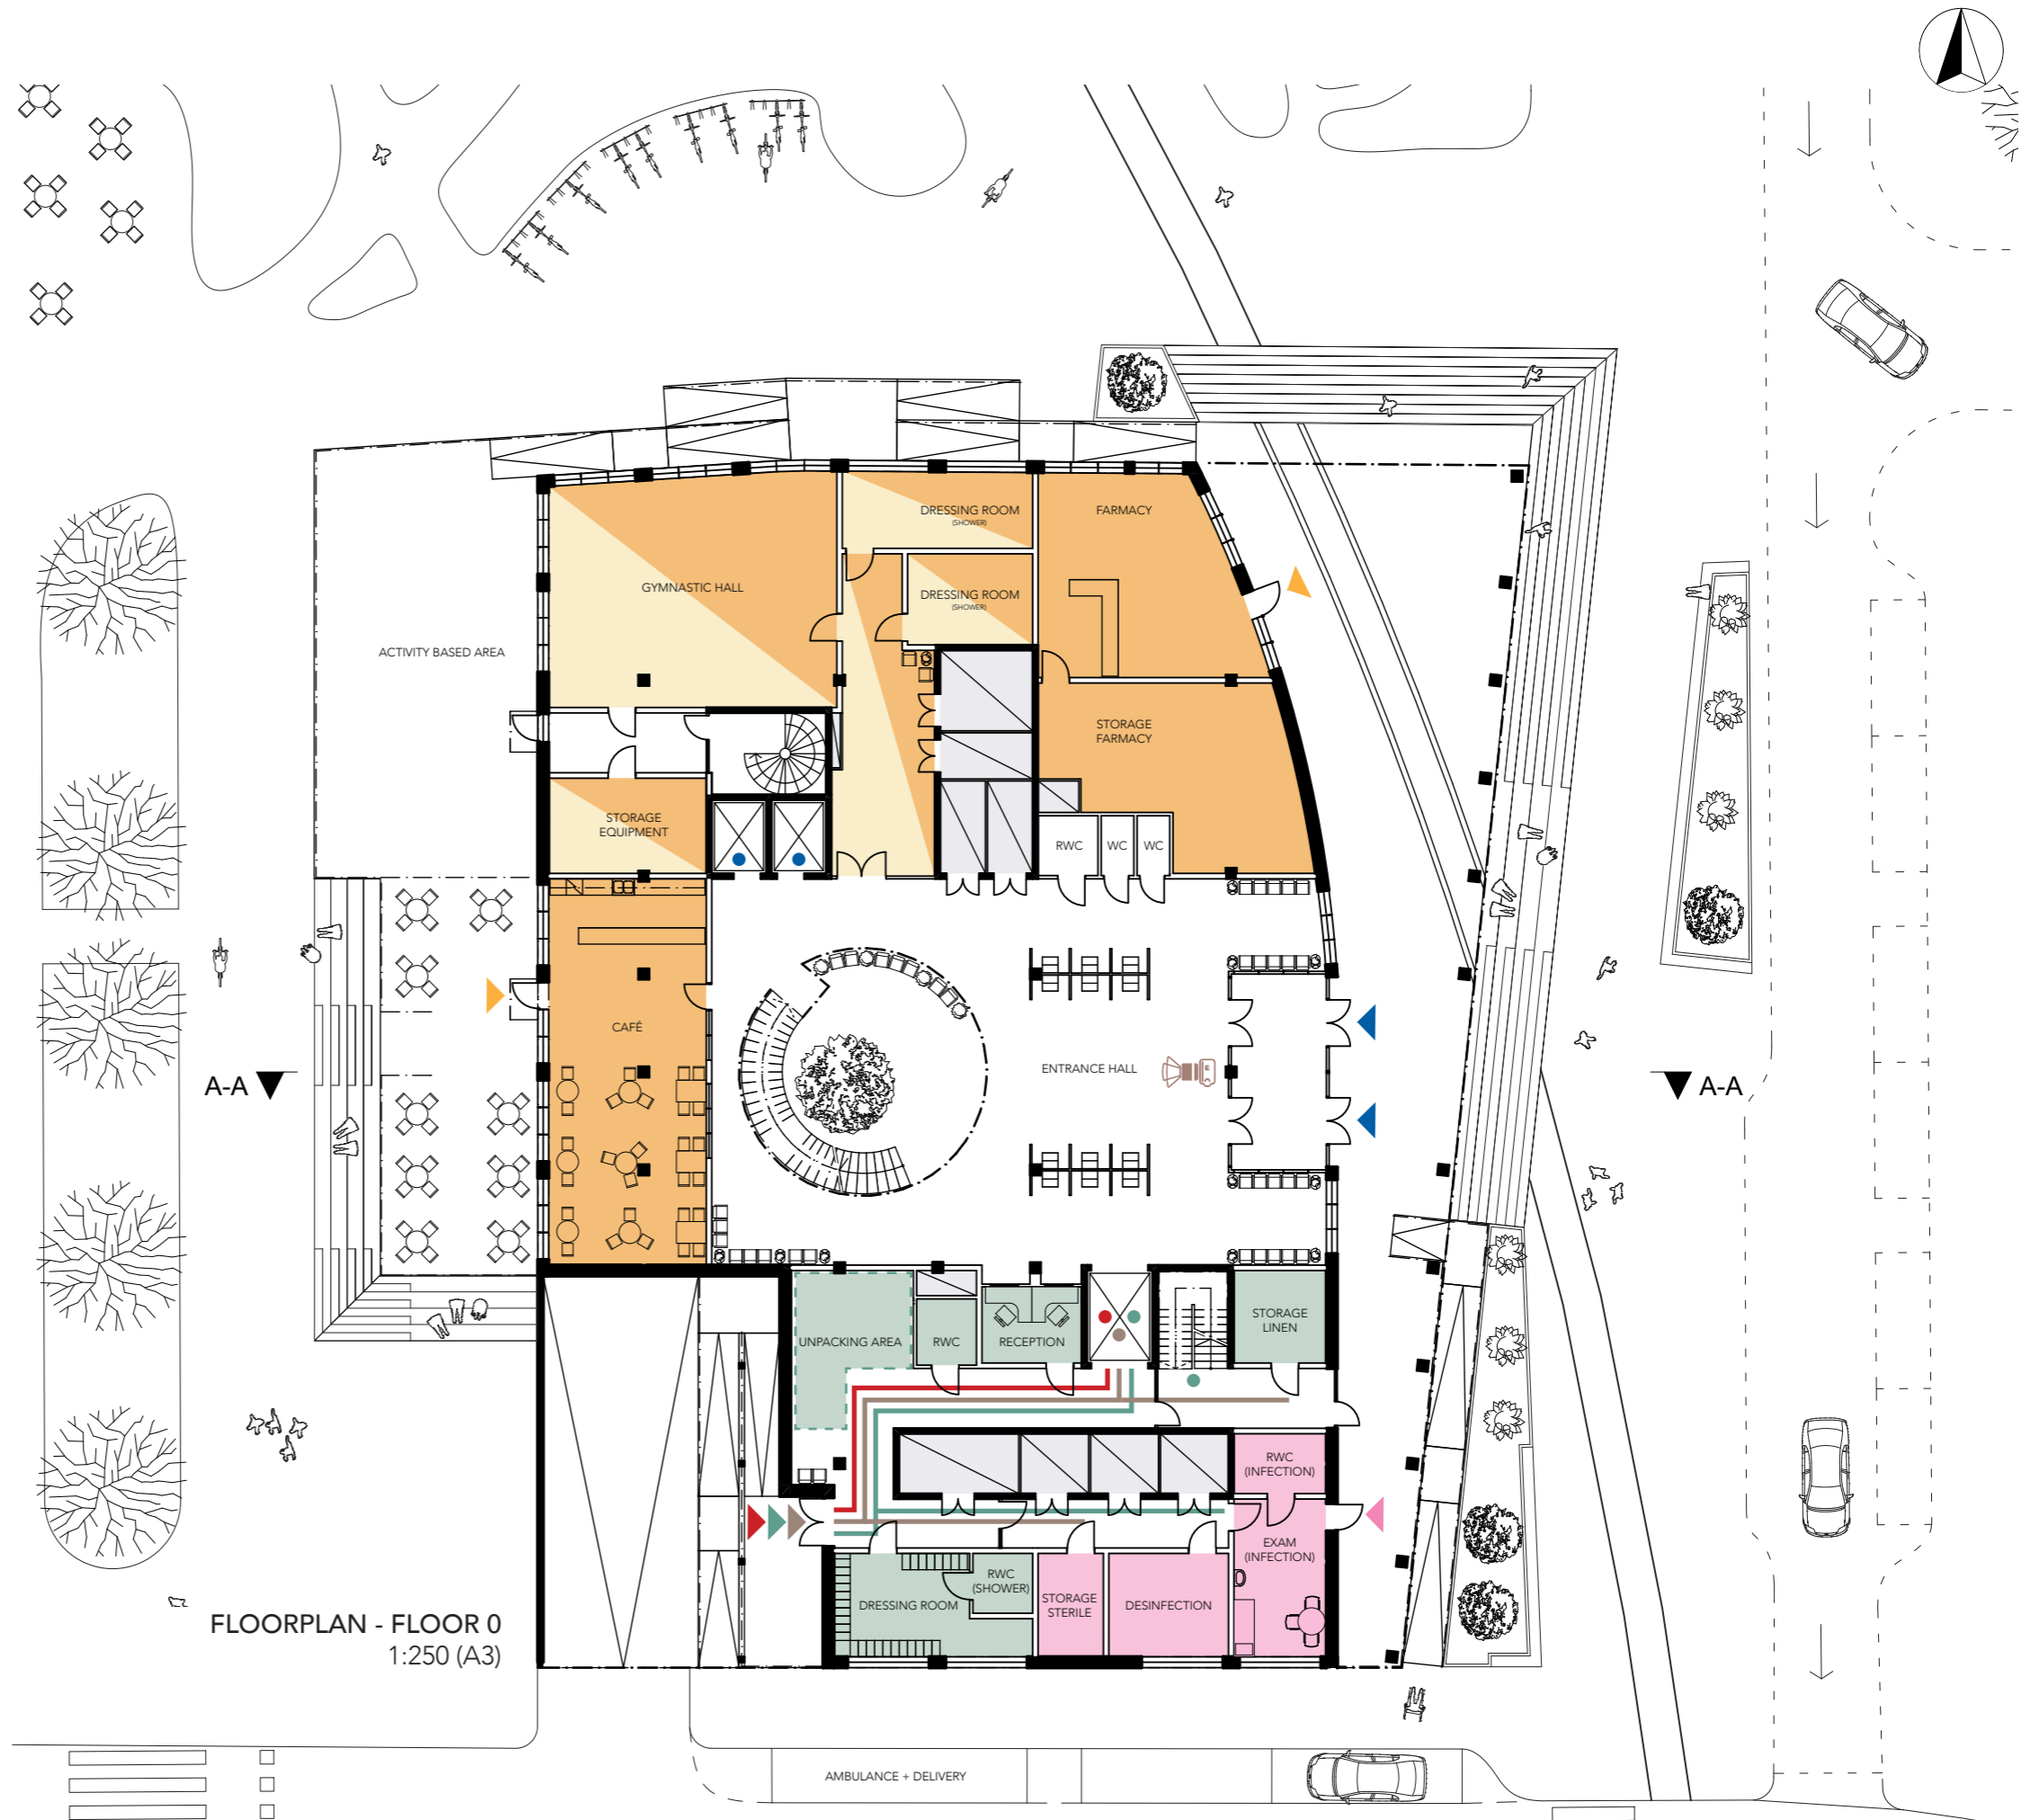 DRESSING ROOM
(SHOWER)
FARMACY
GYMNASTIC HALL
DRESSING ROOM
(SHOWER)
ACTIVITY BASED AREA
STORAGE
FARMACY
STORAGE
EQUIPMENT
RWC
WC
WC
CAFÉ
ENTRANCE HALL
A-A
A-A
STORAGE
LINEN
UNPACKING AREA
RWC
RECEPTION
RWC
(INFECTION)
EXAM
(INFECTION)
RWC
(SHOWER)
DRESSING ROOM
STORAGE
STERILE
DESINFECTION
FLOORPLAN - FLOOR 0
1:250 (A3)
AMBULANCE + DELIVERY